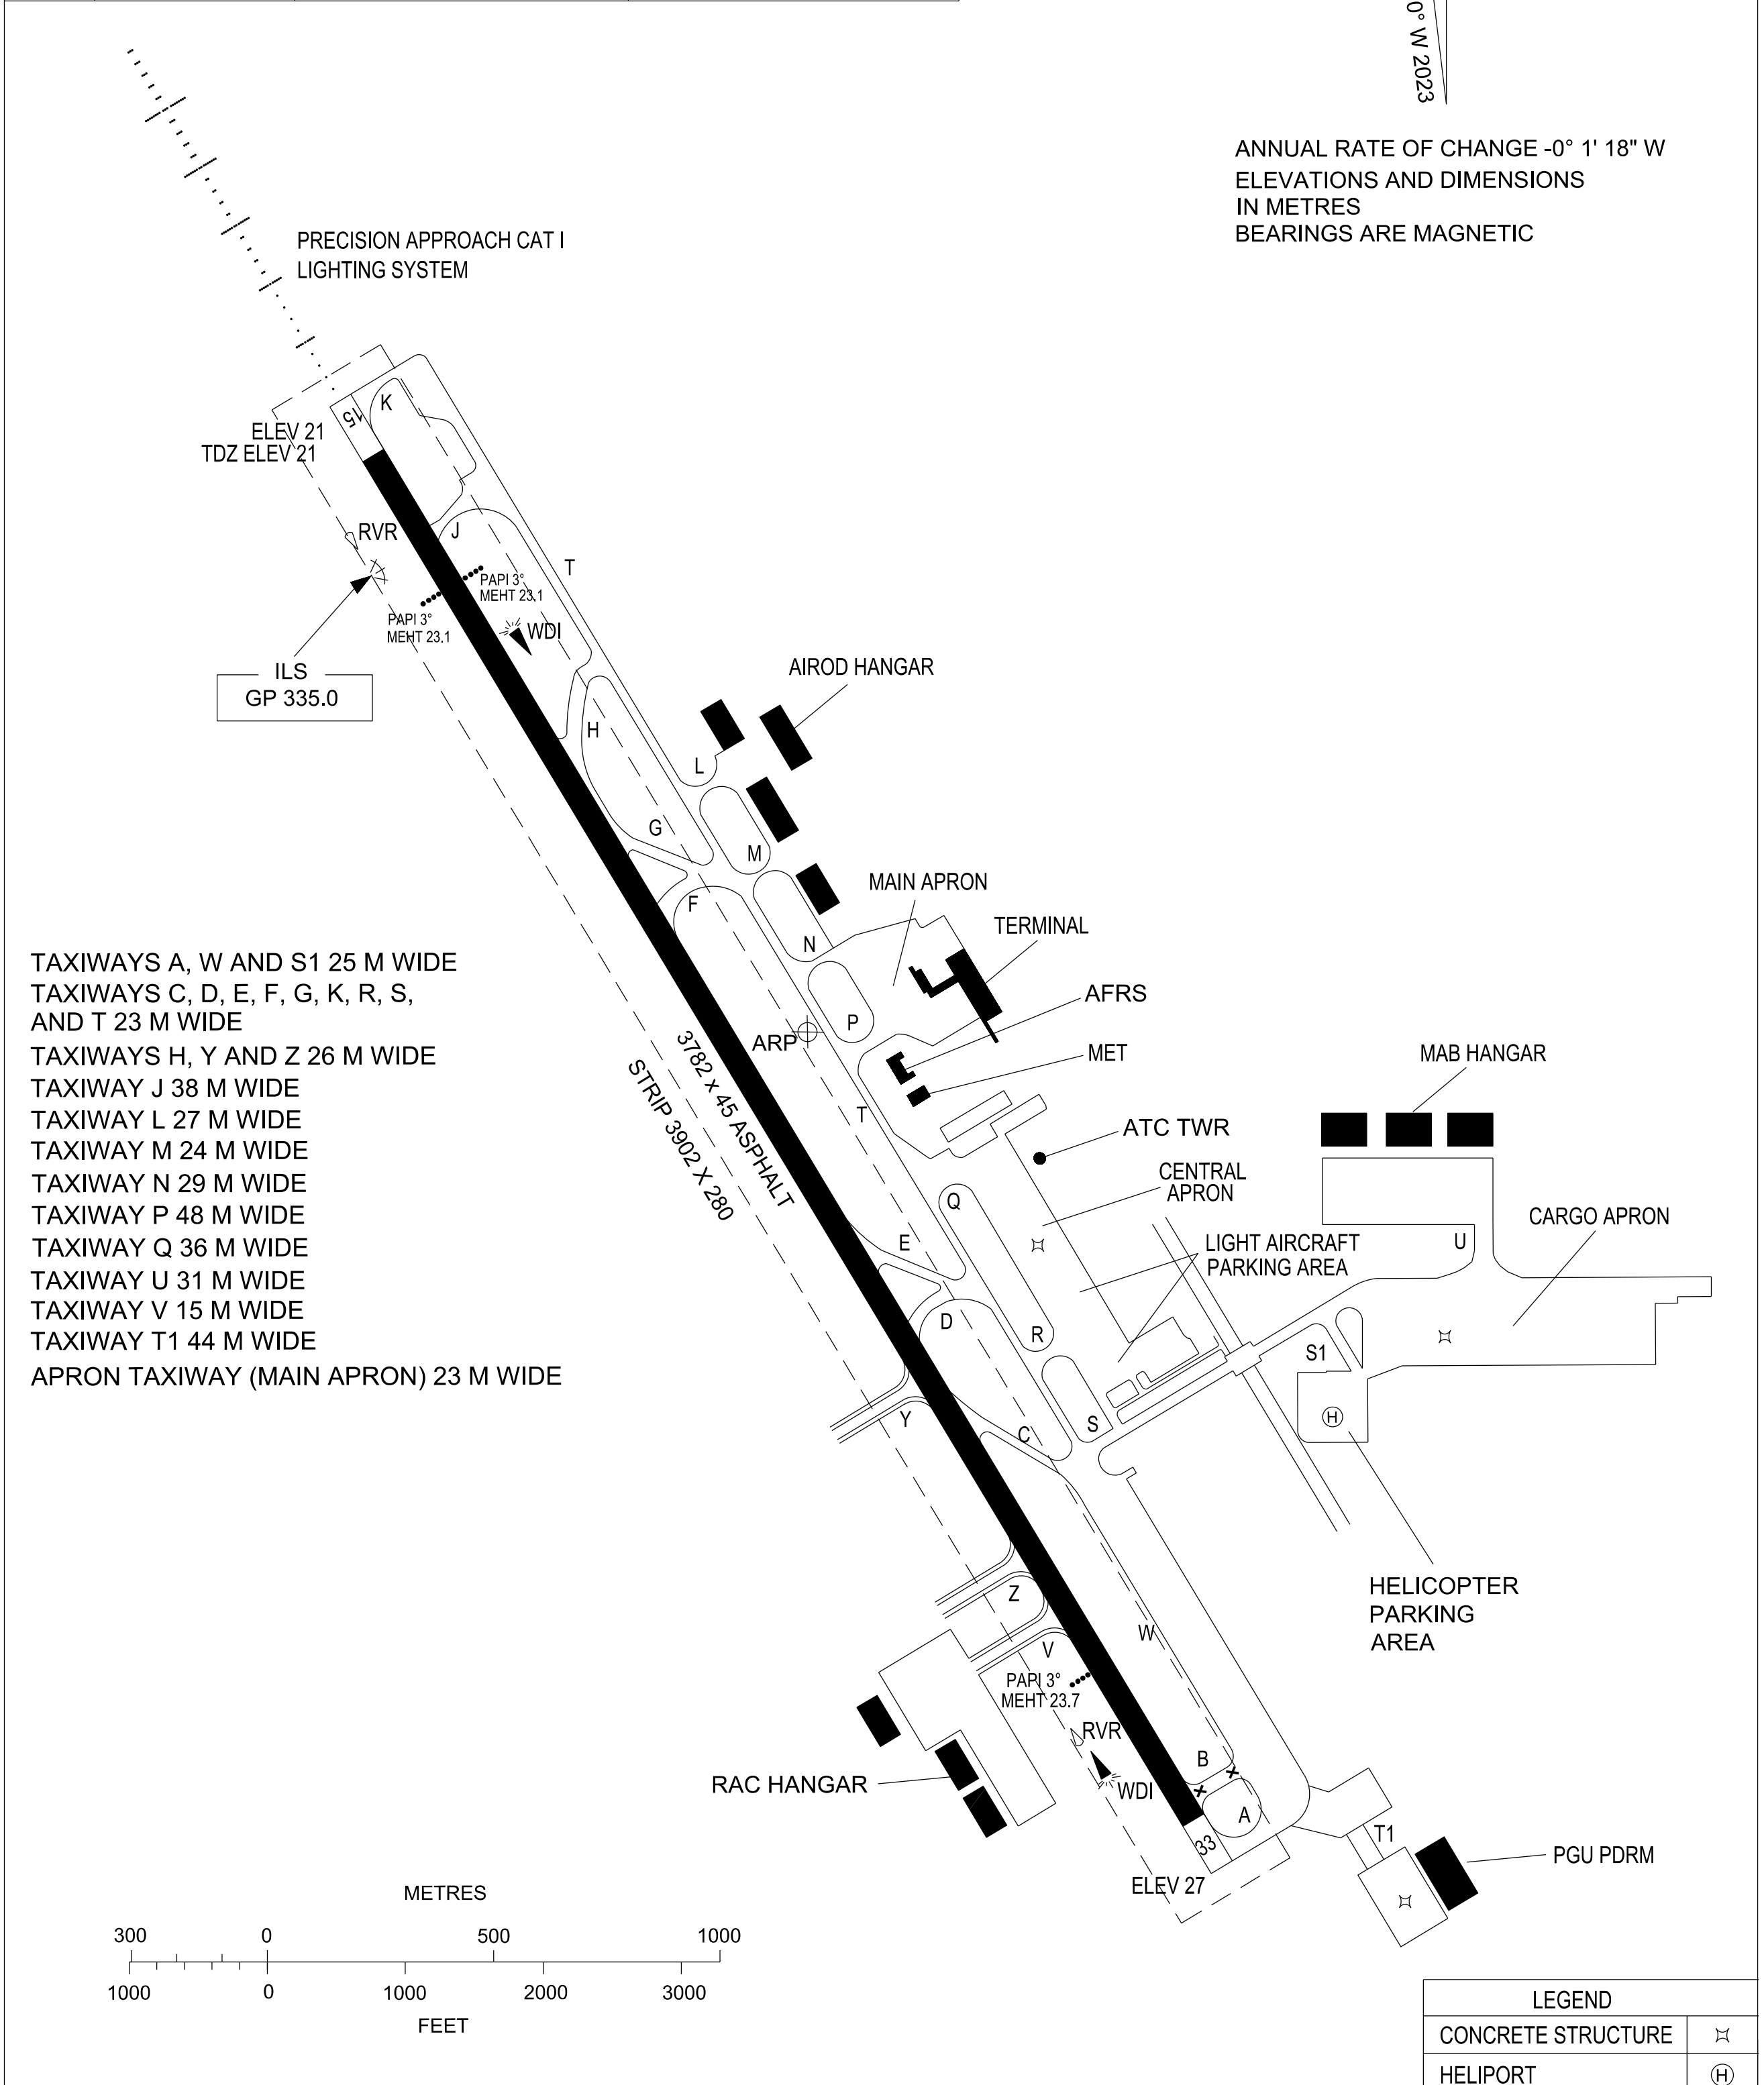 0° W 2023
ANNUAL RATE OF CHANGE -0° 1' 18" W
ELEVATIONS AND DIMENSIONS
IN METRES
BEARINGS ARE MAGNETIC
PRECISION APPROACH CAT I
LIGHTING SYSTEM
15
K
ELEV 21
TDZ ELEV 21
RVR
J
T
PAPI 3°
MEHT 23.1
PAPI 3°
MEHT 23.1
WDI
ILS
GP 335.0
AIROD HANGAR
H
L
G
M
MAIN APRON
F
TERMINAL
N
TAXIWAYS A, W AND S1 25 M WIDE
TAXIWAYS C, D, E, F, G, K, R, S,
AND T 23 M WIDE
TAXIWAYS H, Y AND Z 26 M WIDE
TAXIWAY J 38 M WIDE
TAXIWAY L 27 M WIDE
TAXIWAY M 24 M WIDE
TAXIWAY N 29 M WIDE
TAXIWAY P 48 M WIDE
TAXIWAY Q 36 M WIDE
TAXIWAY U 31 M WIDE
TAXIWAY V 15 M WIDE
TAXIWAY T1 44 M WIDE
APRON TAXIWAY (MAIN APRON) 23 M WIDE
AFRS
P
ARP
MET
MAB HANGAR
3782 x 45 ASPHALT
STRIP 3902 X 280
T
ATC TWR
CENTRAL
APRON
Q
CARGO APRON
E
LIGHT AIRCRAFT
PARKING AREA
U
D
R
S1
Y
C
S
H
HELICOPTER
PARKING
AREA
Z
W
V
PAPI 3°
MEHT 23.7
RVR
B
WDI
RAC HANGAR
A
33
T1
PGU PDRM
ELEV 27
METRES
300 0 500 1000
1000 0 1000 2000 3000
FEET
LEGEND
CONCRETE STRUCTURE
HELIPORT H